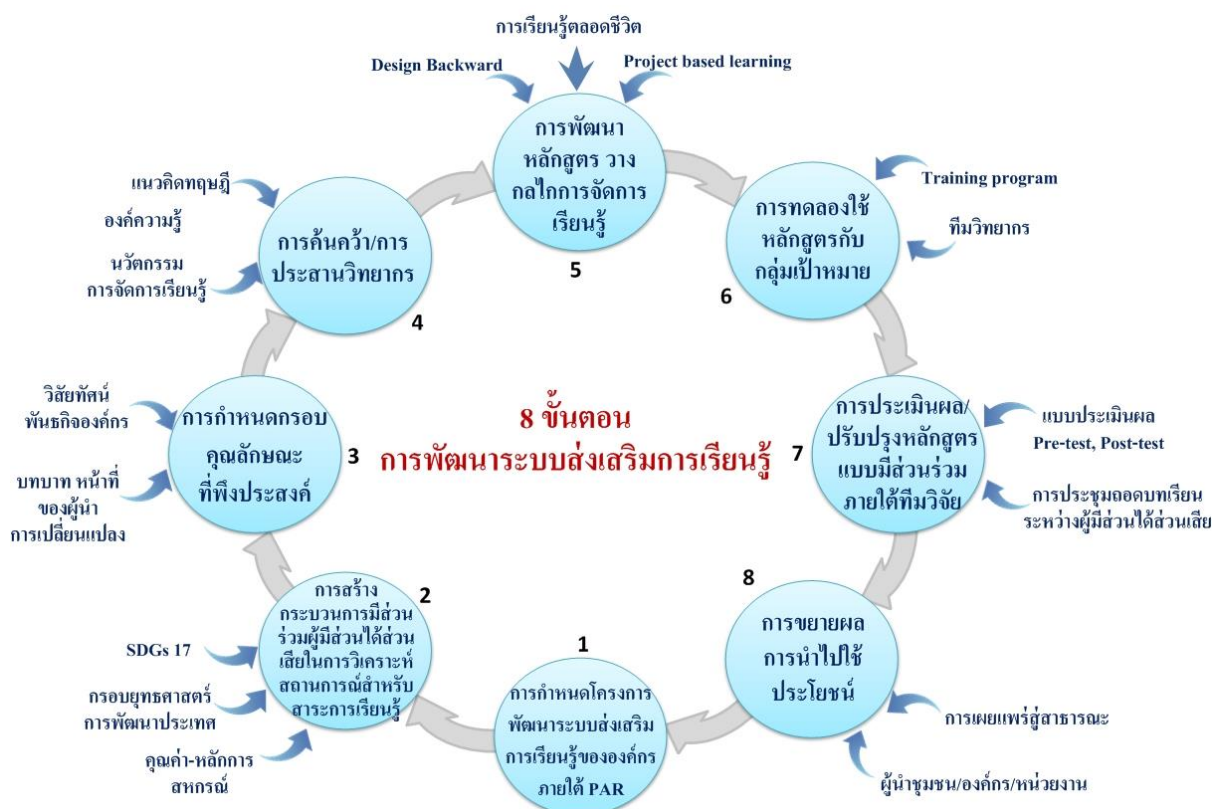 การเรียนรู้ตลอดชีวิต
Design Backward
Project based learning
การพัฒนา
หลักสูตร วาง
กลไกการจัดการ
เรียนรู้
5
แนวคิดทฤษฎี
องค์ความรู้
นวัตกรรม
การจัดการเรียนรู้
การค้นคว้า/การ
ประสานวิทยากร
4
Training program
ทีมวิทยากร
การทดลองใช้
หลักสูตรกับ
กลุ่มเป้าหมาย
6
วิสัยทัศน์
พันธกิจองค์กร
บทบาท หน้าที่
ของผู้นำ
การเปลี่ยนแปลง
การกำหนดกรอบ
คุณลักษณะ
ที่พึงประสงค์
3
8 ขั้นตอน
การพัฒนาระบบส่งเสริมการเรียนรู้
7
การประเมินผล/
ปรับปรุงหลักสูตร
แบบมีส่วนร่วม
ภายใต้ทีมวิจัย
แบบประเมินผล
Pre-test, Post-test
การประชุมถอดบทเรียน
ระหว่างผู้มีส่วนได้ส่วนเสีย
2
การสร้าง
กระบวนการมีส่วน
ร่วมผู้มีส่วนได้ส่วน
เสียในการวิเคราะห์
สถานการณ์สำหรับ
สาระการเรียนรู้
SDGs 17
กรอบยุทธศาสตร์
การพัฒนาประเทศ
คุณค่า-หลักการ
สหกรณ์
1
การกำหนดโครงการ
พัฒนาระบบส่งเสริม
การเรียนรู้ขององค์กร
ภายใต้ PAR
8
การขยายผล
การนำไปใช้
ประโยชน์
การเผยแพร่สู่สาธารณะ
ผู้นำชุมชน/องค์กร/หน่วยงาน